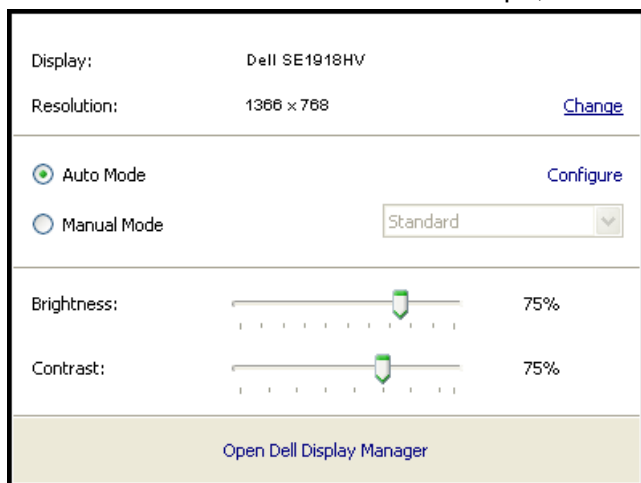 Display: Dell SE1918HV
Resolution: 1366 x 768 Change
Auto Mode Configure
Manual Mode Standard
Brightness: 75%
Contrast: 75%
Open Dell Display Manager